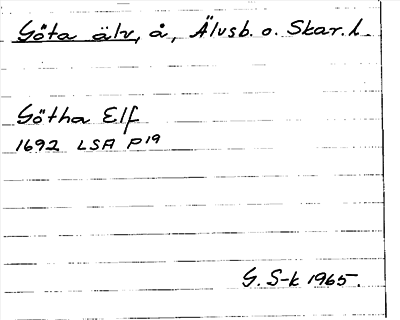 Göta älv, å, Älvsb. o. Skar. l.
Götha Elf
1692 LSA P19
G. S-k 1965.